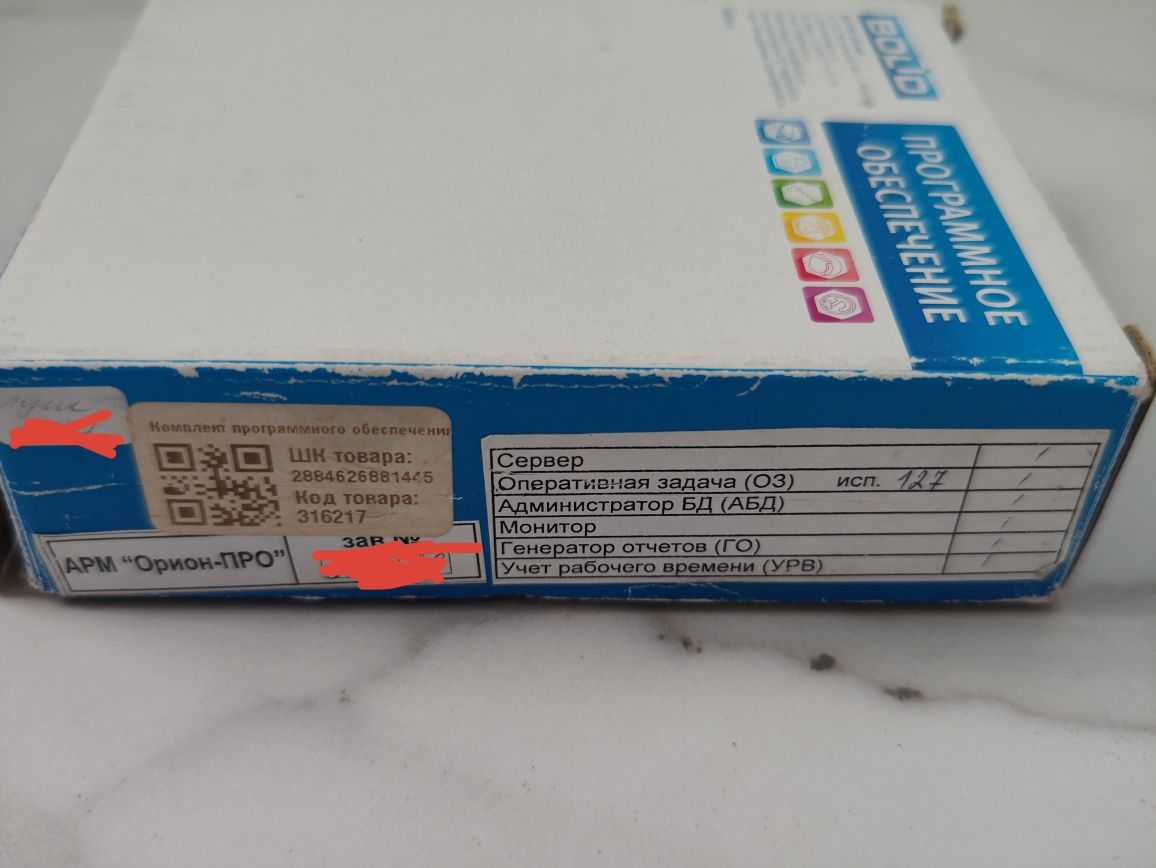 BOLID
ПРОГРАММНОЕ
ОБЕСПЕЧЕНИЕ
Комплект программного обеспечения
ШК товара:
2884626881445
Код товара:
316217
АРМ “Орион-ПРО”
зав №
Сервер
Оперативная задача (ОЗ) исп. 127
Администратор БД (АБД)
Монитор
Генератор отчетов (ГО)
Учет рабочего времени (УРВ)